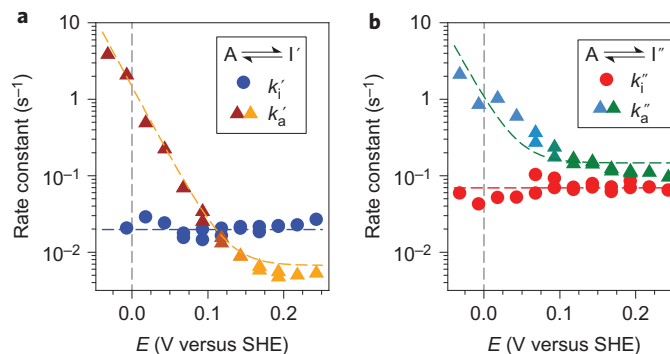 a
10
1
10⁻¹
10⁻²
Rate constant (s⁻¹)
A ⇌ I′
kᵢ′
kₐ′
0.0
0.1
0.2
E (V versus SHE)
b
10
1
10⁻¹
10⁻²
Rate constant (s⁻¹)
A ⇌ I″
kᵢ″
kₐ″
0.0
0.1
0.2
E (V versus SHE)